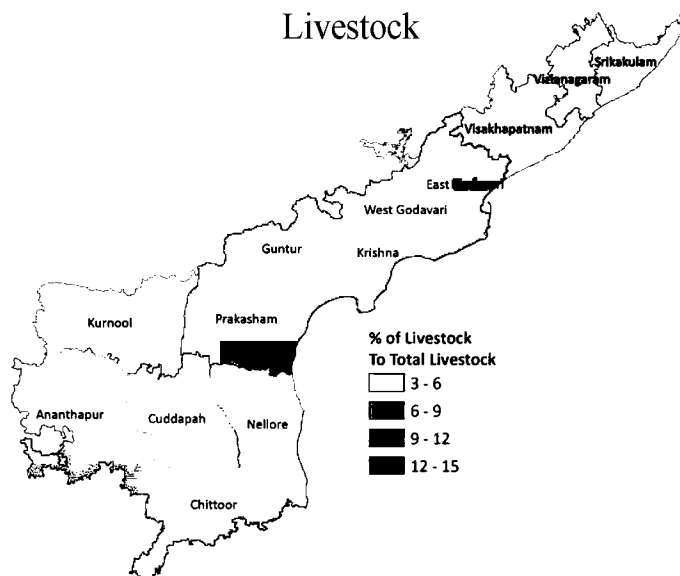 Livestock
Srikakulam
Vizianagaram
Visakhapatnam
East
West Godavari
Guntur
Krishna
Kurnool
Prakasham
% of Livestock
To Total Livestock
3 - 6
6 - 9
9 - 12
12 - 15
Ananthapur
Cuddapah
Nellore
Chittoor